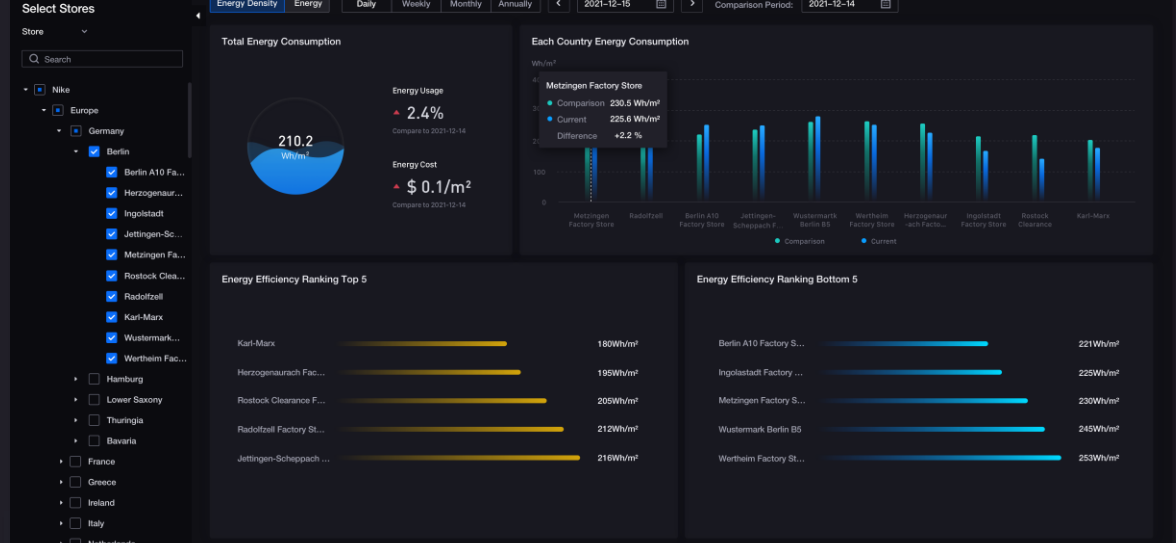 Select Stores
Store
Search
Nike
Europe
Germany
Berlin
Berlin A10 Fa...
Herzogenaur...
Ingolstadt
Jettingen-Sc...
Metzingen Fa...
Rostock Clea...
Radolfzell
Karl-Marx
Wustermark...
Wertheim Fac...
Hamburg
Lower Saxony
Thuringia
Bavaria
France
Greece
Ireland
Italy
Netherlands
Energy Density Energy Daily Weekly Monthly Annually < 2021-12-15 > Comparison Period: 2021-12-14
Total Energy Consumption
210.2
Wh/m²
Energy Usage
2.4%
Compare to 2021-12-14
Energy Cost
$ 0.1/m²
Compare to 2021-12-14
Each Country Energy Consumption
Wh/m²
Metzingen Factory Store
Comparison 230.5 Wh/m²
Current 225.6 Wh/m²
Difference +2.2 %
100
0
Metzingen
Factory Store
Radolfzell
Berlin A10
Factory Store
Jettingen-
Scheppach F...
Wustermartk
Berlin B5
Wertheim
Factory Store
Herzogenaur
-ach Facto...
Ingolstadt
Factory Store
Rostock
Clearance
Karl-Marx
Comparison Current
Energy Efficiency Ranking Top 5
Karl-Marx 180Wh/m²
Herzogenaurach Fac... 195Wh/m²
Rostock Clearance F... 205Wh/m²
Radolfzell Factory St... 212Wh/m²
Jettingen-Scheppach ... 216Wh/m²
Energy Efficiency Ranking Bottom 5
Berlin A10 Factory S... 221Wh/m²
Ingolastadt Factory ... 225Wh/m²
Metzingen Factory S... 230Wh/m²
Wustermark Berlin B5 245Wh/m²
Wertheim Factory St... 253Wh/m²